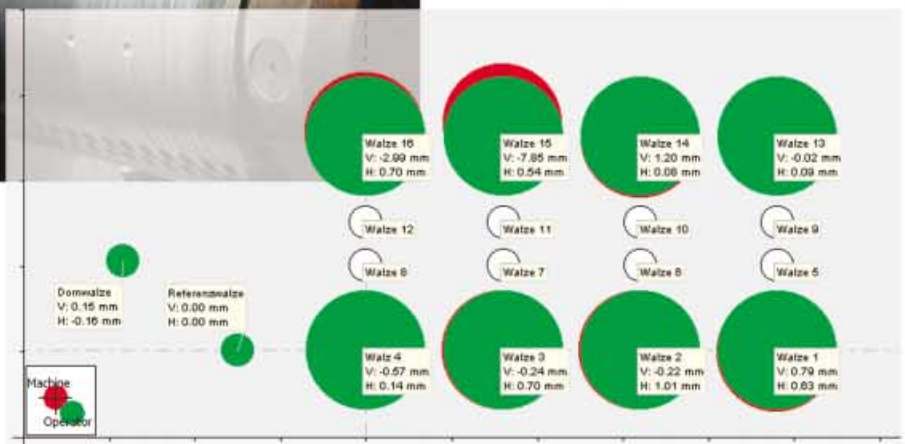 Walze 16
V: -2.99 mm
H: 0.70 mm
Walze 15
V: -7.85 mm
H: 0.54 mm
Walze 14
V: 1.20 mm
H: 0.08 mm
Walze 13
V: -0.02 mm
H: 0.09 mm
Walze 12
Walze 11
Walze 10
Walze 9
Walze 6
Walze 7
Walze 8
Walze 5
Dornwalze
V: 0.15 mm
H: -0.16 mm
Referenzwalze
V: 0.00 mm
H: 0.00 mm
Walz 4
V: -0.57 mm
H: 0.14 mm
Walze 3
V: -0.24 mm
H: 0.70 mm
Walze 2
V: -0.22 mm
H: 1.01 mm
Walze 1
V: 0.79 mm
H: 0.63 mm
Machine
Operator